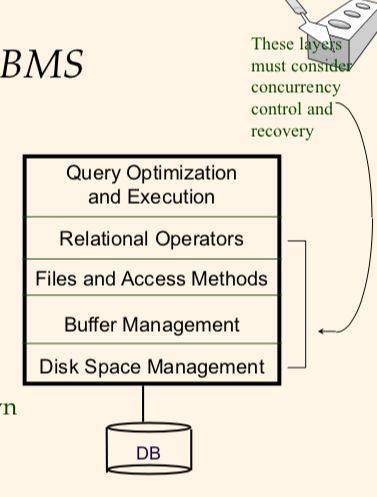 BMS
These layers
must consider
concurrency
control and
recovery
Query Optimization
and Execution
Relational Operators
Files and Access Methods
Buffer Management
Disk Space Management
DB